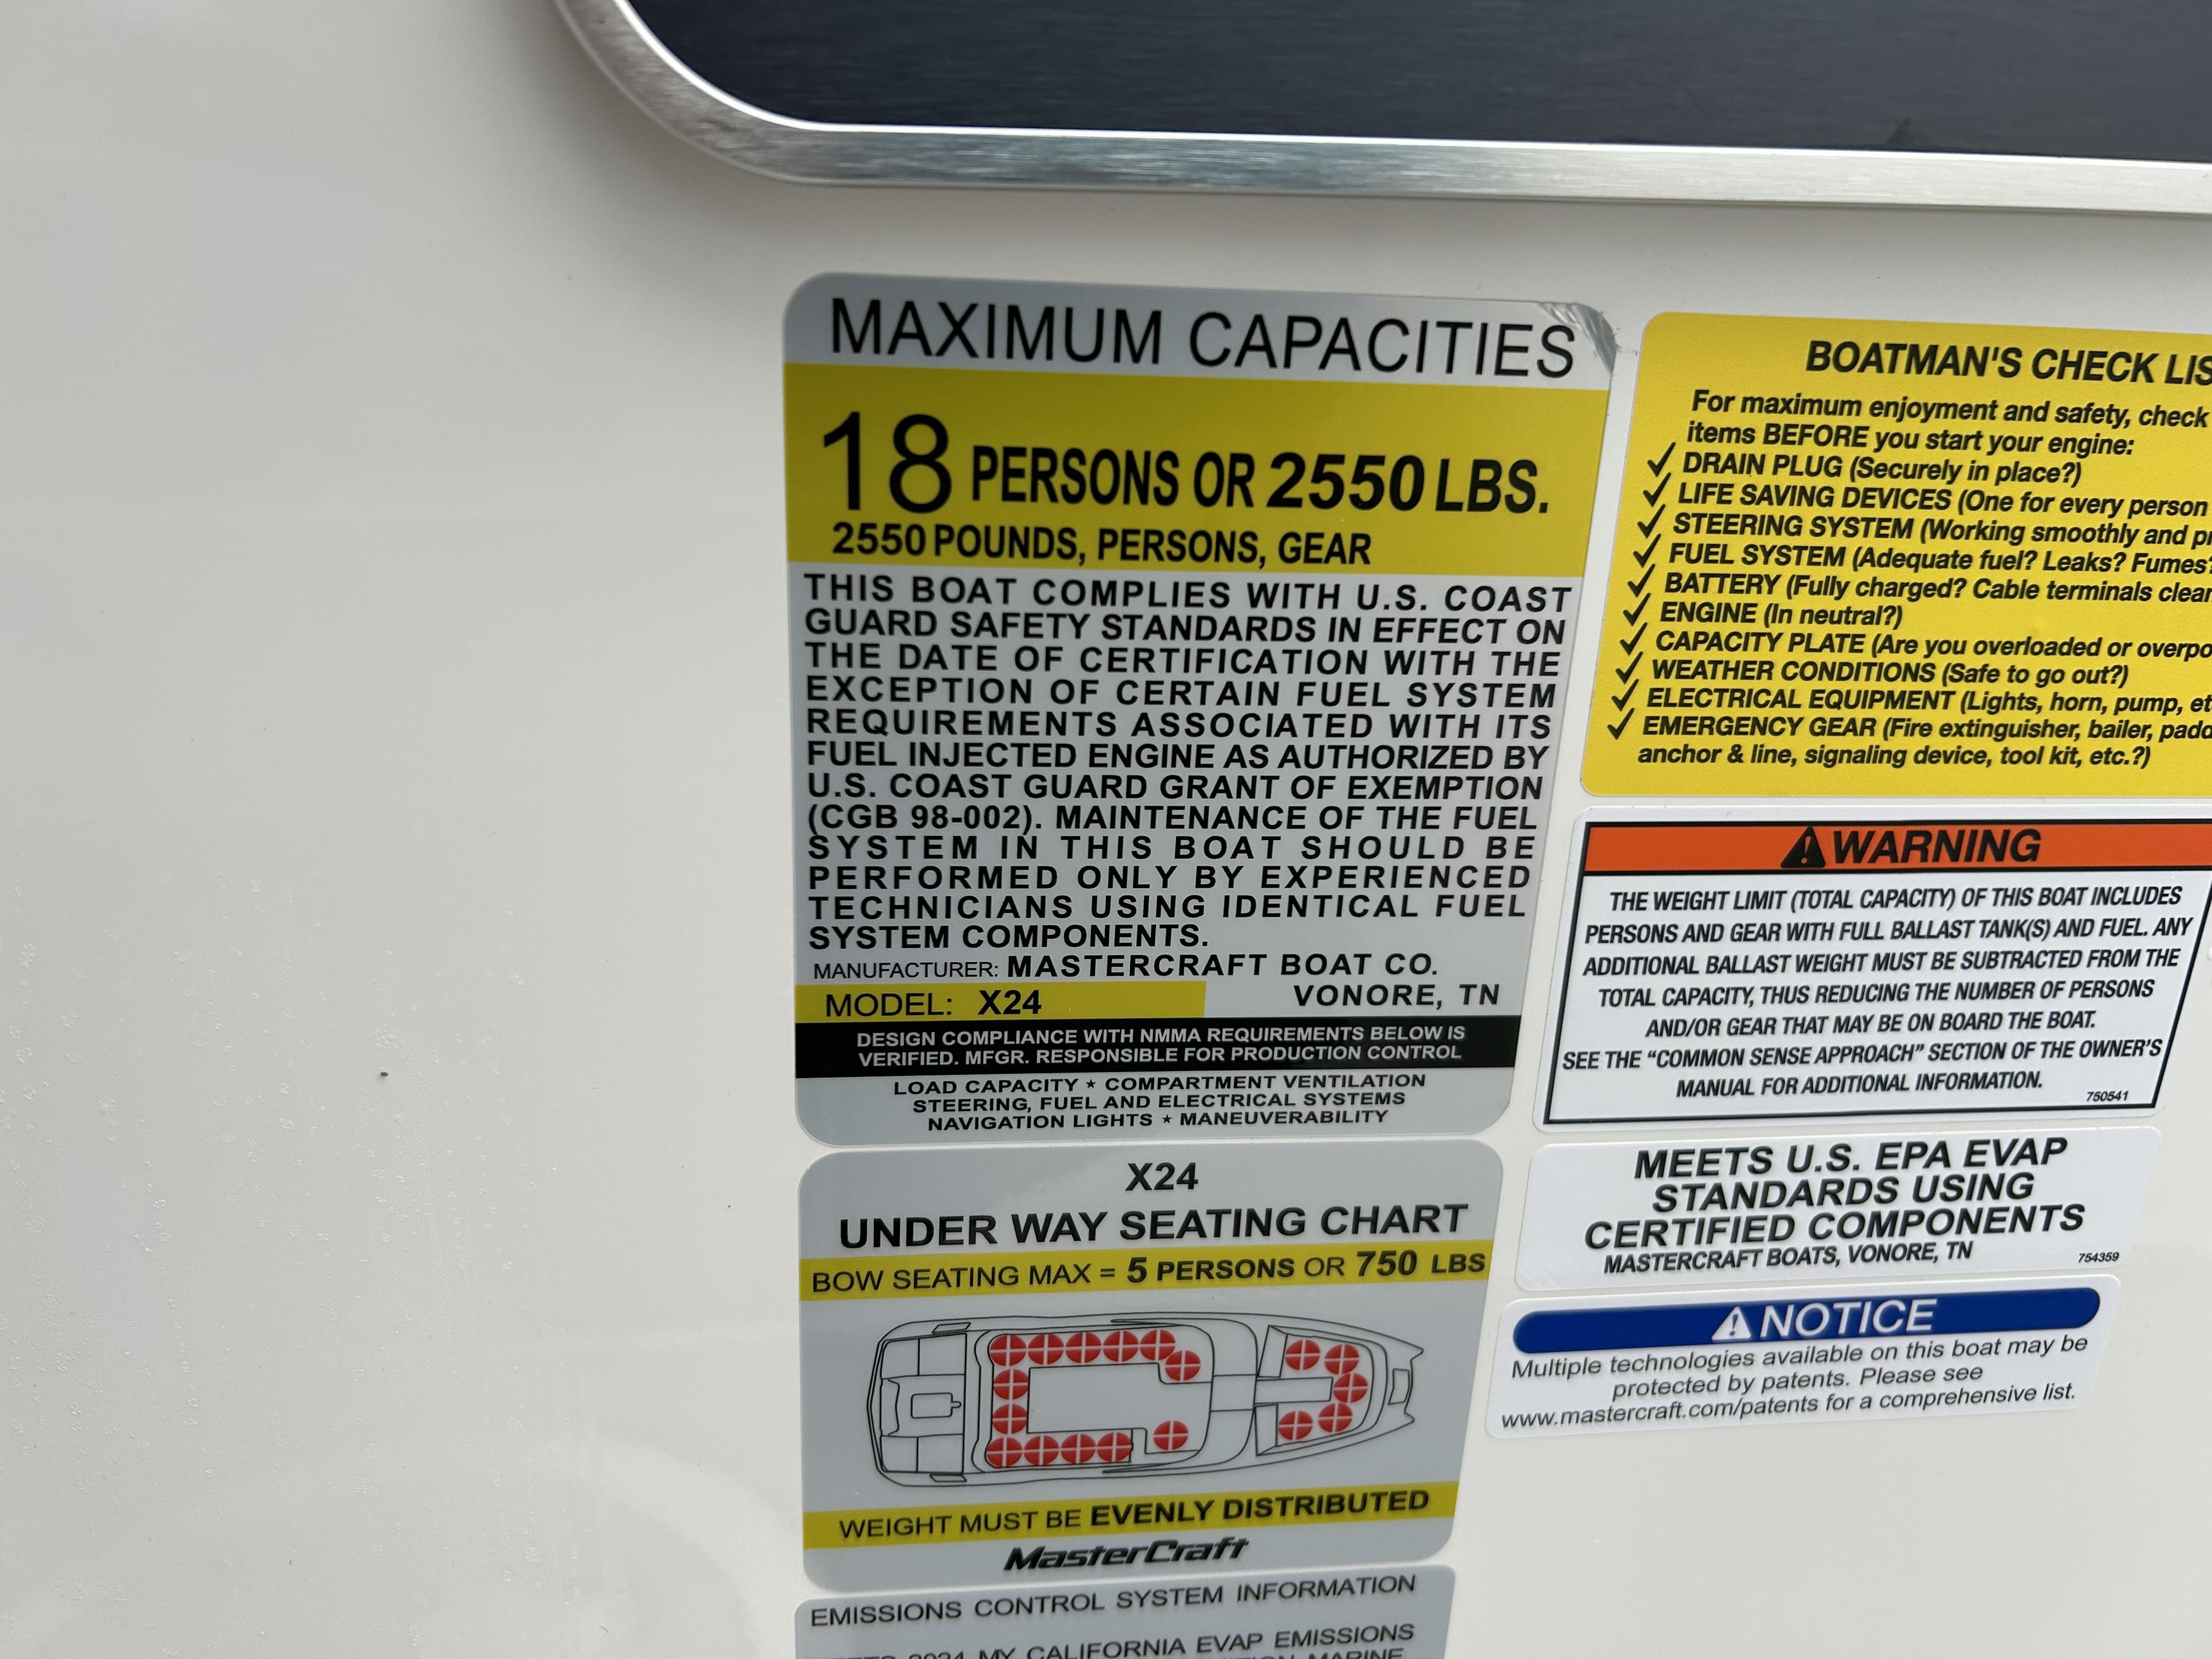 MAXIMUM CAPACITIES
18 PERSONS OR 2550 LBS.
2550 POUNDS, PERSONS, GEAR
THIS BOAT COMPLIES WITH U.S. COAST
GUARD SAFETY STANDARDS IN EFFECT ON
THE DATE OF CERTIFICATION WITH THE
EXCEPTION OF CERTAIN FUEL SYSTEM
REQUIREMENTS ASSOCIATED WITH ITS
FUEL INJECTED ENGINE AS AUTHORIZED BY
U.S. COAST GUARD GRANT OF EXEMPTION
(CGB 98-002). MAINTENANCE OF THE FUEL
SYSTEM IN THIS BOAT SHOULD BE
PERFORMED ONLY BY EXPERIENCED
TECHNICIANS USING IDENTICAL FUEL
SYSTEM COMPONENTS.
MANUFACTURER: MASTERCRAFT BOAT CO.
MODEL: X24 VONORE, TN
DESIGN COMPLIANCE WITH NMMA REQUIREMENTS BELOW IS
VERIFIED. MFGR. RESPONSIBLE FOR PRODUCTION CONTROL
LOAD CAPACITY ★ COMPARTMENT VENTILATION
STEERING, FUEL AND ELECTRICAL SYSTEMS
NAVIGATION LIGHTS ★ MANEUVERABILITY
X24
UNDER WAY SEATING CHART
BOW SEATING MAX = 5 PERSONS OR 750 LBS
WEIGHT MUST BE EVENLY DISTRIBUTED
MasterCraft
EMISSIONS CONTROL SYSTEM INFORMATION
2024 MY CALIFORNIA EVAP EMISSIONS
MARINE
BOATMAN'S CHECK
For maximum enjoyment and safety, check
items BEFORE you start your engine:
✓ DRAIN PLUG (Securely in place?)
✓ LIFE SAVING DEVICES (One for every person
✓ STEERING SYSTEM (Working smoothly and
✓ FUEL SYSTEM (Adequate fuel? Leaks? Fumes?
✓ BATTERY (Fully charged? Cable terminals
✓ ENGINE (In neutral?)
✓ CAPACITY PLATE (Are you overloaded or
✓ WEATHER CONDITIONS (Safe to go out?)
✓ ELECTRICAL EQUIPMENT (Lights, horn, pump,
✓ EMERGENCY GEAR (Fire extinguisher, bailer,
anchor & line, signaling device, tool kit, etc.?)
⚠WARNING
THE WEIGHT LIMIT (TOTAL CAPACITY) OF THIS BOAT INCLUDES
PERSONS AND GEAR WITH FULL BALLAST TANK(S) AND FUEL. ANY
ADDITIONAL BALLAST WEIGHT MUST BE SUBTRACTED FROM THE
TOTAL CAPACITY, THUS REDUCING THE NUMBER OF PERSONS
AND/OR GEAR THAT MAY BE ON BOARD THE BOAT.
SEE THE "COMMON SENSE APPROACH" SECTION OF THE OWNER'S
MANUAL FOR ADDITIONAL INFORMATION.
750541
MEETS U.S. EPA EVAP
STANDARDS USING
CERTIFIED COMPONENTS
MASTERCRAFT BOATS, VONORE, TN 754359
⚠NOTICE
Multiple technologies available on this boat may be
protected by patents. Please see
www.mastercraft.com/patents for a comprehensive list.